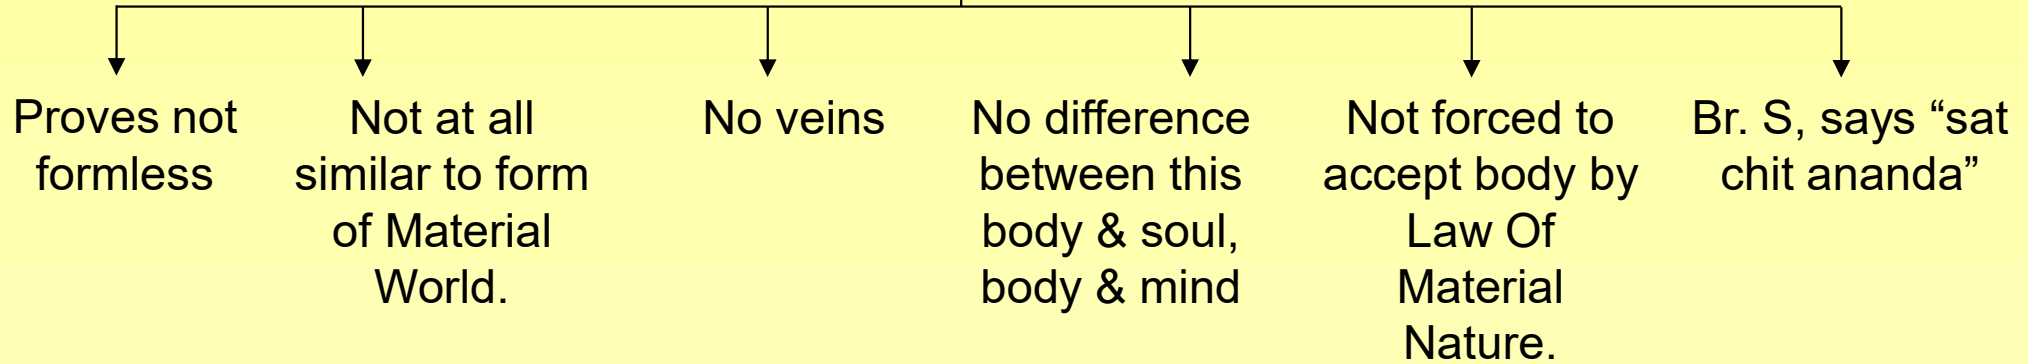 Proves not
formless
Not at all
similar to form
of Material
World.
No veins
No difference
between this
body & soul,
body & mind
Not forced to
accept body by
Law Of
Material
Nature.
Br. S, says “sat
chit ananda”